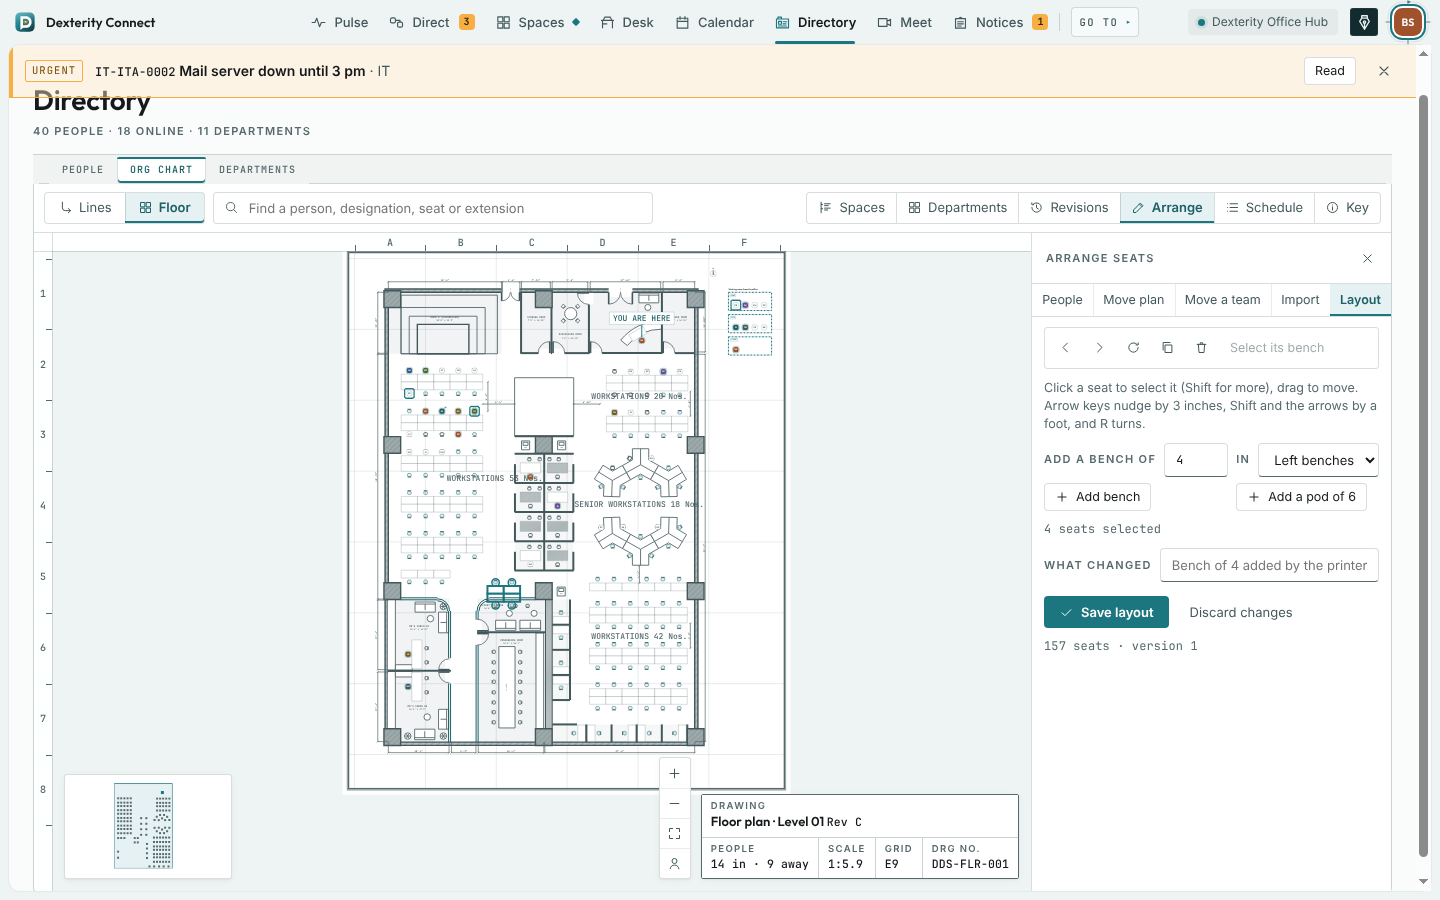 Dexterity Connect
Pulse
Direct 3
Spaces
Desk
Calendar
Directory
Meet
Notices 1
GO TO
Dexterity Office Hub
BS
URGENT IT-ITA-0002 Mail server down until 3 pm · IT
Read
Directory
40 PEOPLE · 18 ONLINE · 11 DEPARTMENTS
PEOPLE
ORG CHART
DEPARTMENTS
Lines
Floor
Find a person, designation, seat or extension
Spaces
Departments
Revisions
Arrange
Schedule
Key
A B C D E F
1
2
3
4
5
6
7
8
YOU ARE HERE
WORKSTATIONS 20 Nos.
WORKSTATIONS 58 Nos.
SENIOR WORKSTATIONS 18 Nos.
WORKSTATIONS 42 Nos.
DRAWING
Floor plan · Level 01 Rev C
PEOPLE
14 in · 9 away
SCALE
1:5.9
GRID
E9
DRG NO.
DDS-FLR-001
ARRANGE SEATS
People
Move plan
Move a team
Import
Layout
Select its bench
Click a seat to select it (Shift for more), drag to move.
Arrow keys nudge by 3 inches, Shift and the arrows by a
foot, and R turns.
ADD A BENCH OF 4 IN Left benches
Add bench
Add a pod of 6
4 seats selected
WHAT CHANGED Bench of 4 added by the printer
Save layout
Discard changes
157 seats · version 1